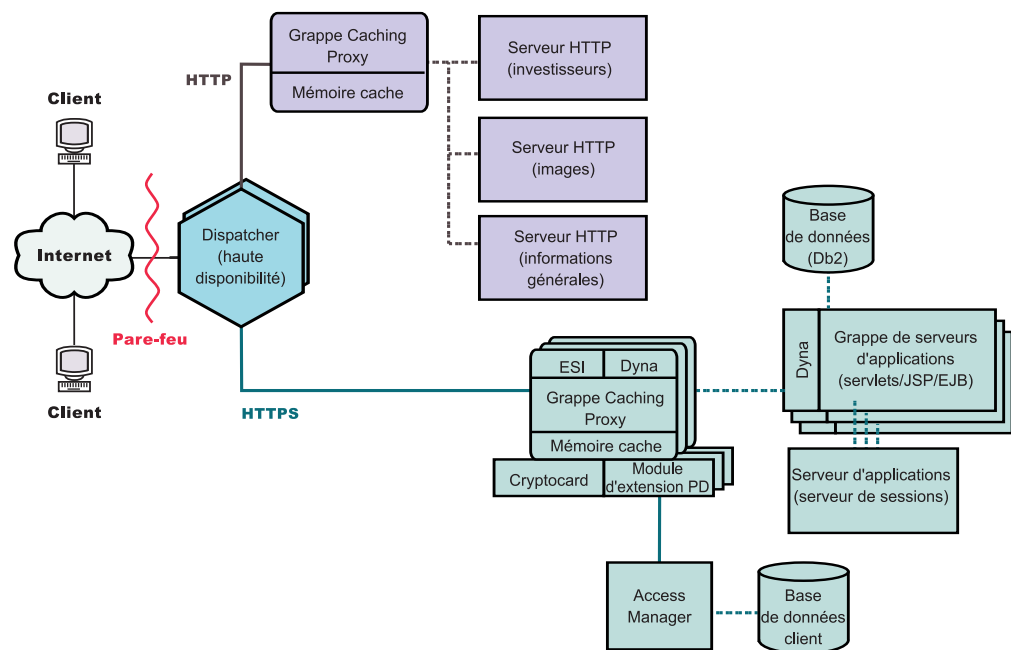 Grappe Caching
Proxy
Mémoire cache
HTTP
Serveur HTTP
(investisseurs)
Serveur HTTP
(images)
Serveur HTTP
(informations
générales)
Client
Internet
Client
Pare-feu
Dispatcher
(haute
disponibilité)
HTTPS
ESI
Dyna
Grappe Caching
Proxy
Mémoire cache
Cryptocard
Module
d'extension PD
Access
Manager
Base
de données
client
Base
de données
(Db2)
Dyna
Grappe de serveurs
d'applications
(servlets/JSP/EJB)
Serveur d'applications
(serveur de sessions)